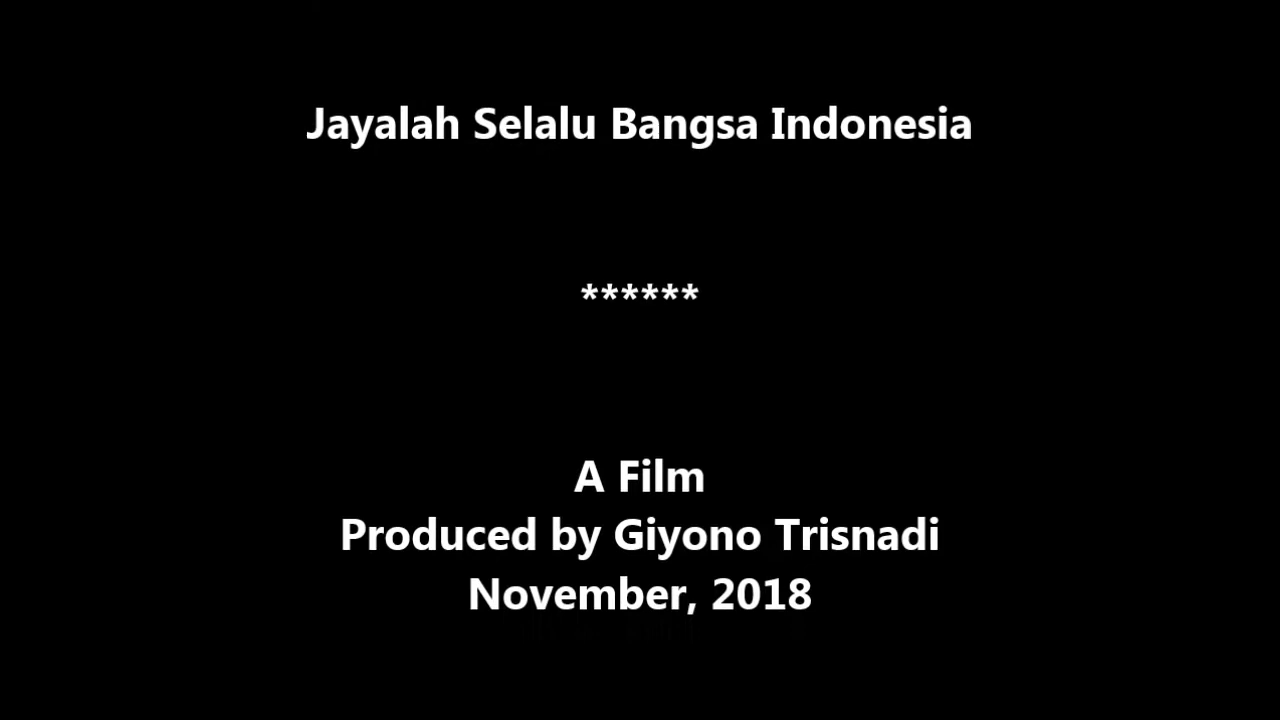 Jayalah Selalu Bangsa Indonesia
******
A Film
Produced by Giyono Trisnadi
November, 2018